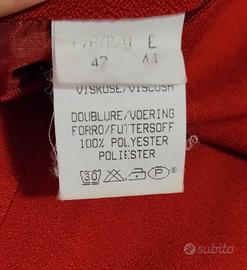 E
42 44
VISKOSE/VISCOSA
DOUBLURE/VOERING
FORRO/FUTTERSOFF
100% POLYESTER
POLIESTER
30 P
subito